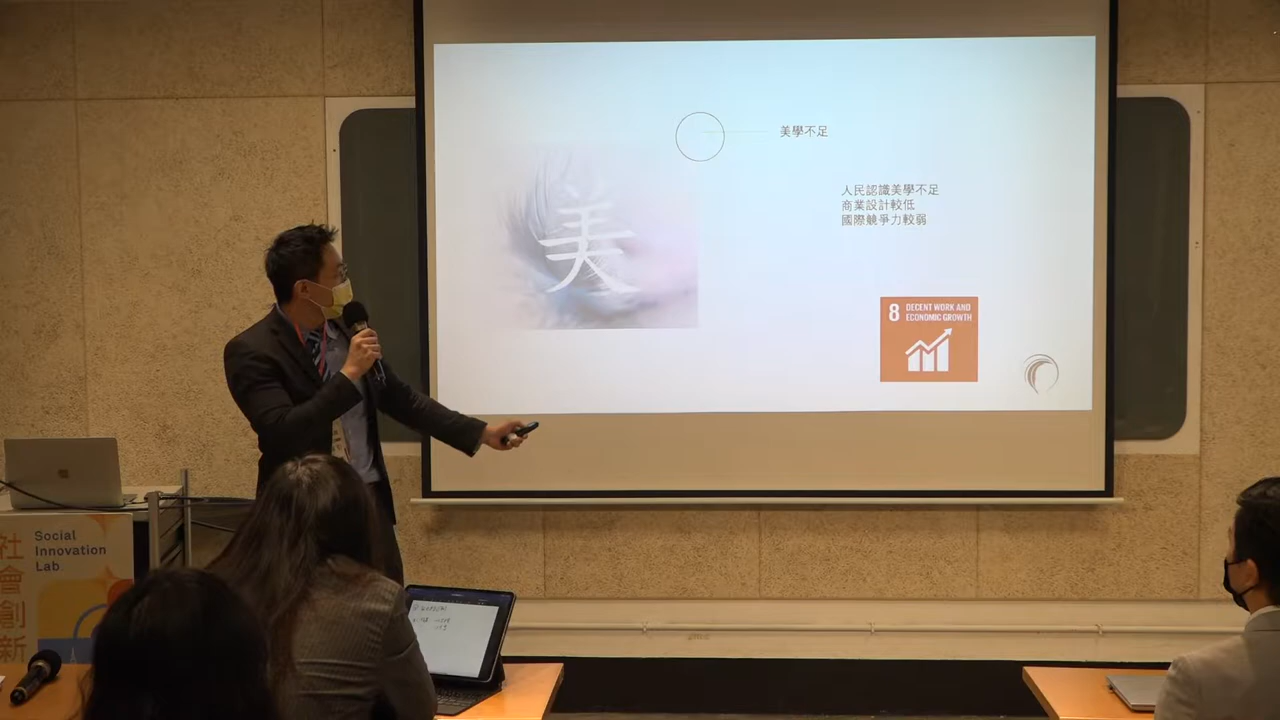 美學不足
美
人民認識美學不足
商業設計較低
國際競爭力較弱
8 DECENT WORK AND
ECONOMIC GROWTH
社會創新
Social
Innovation
Lab